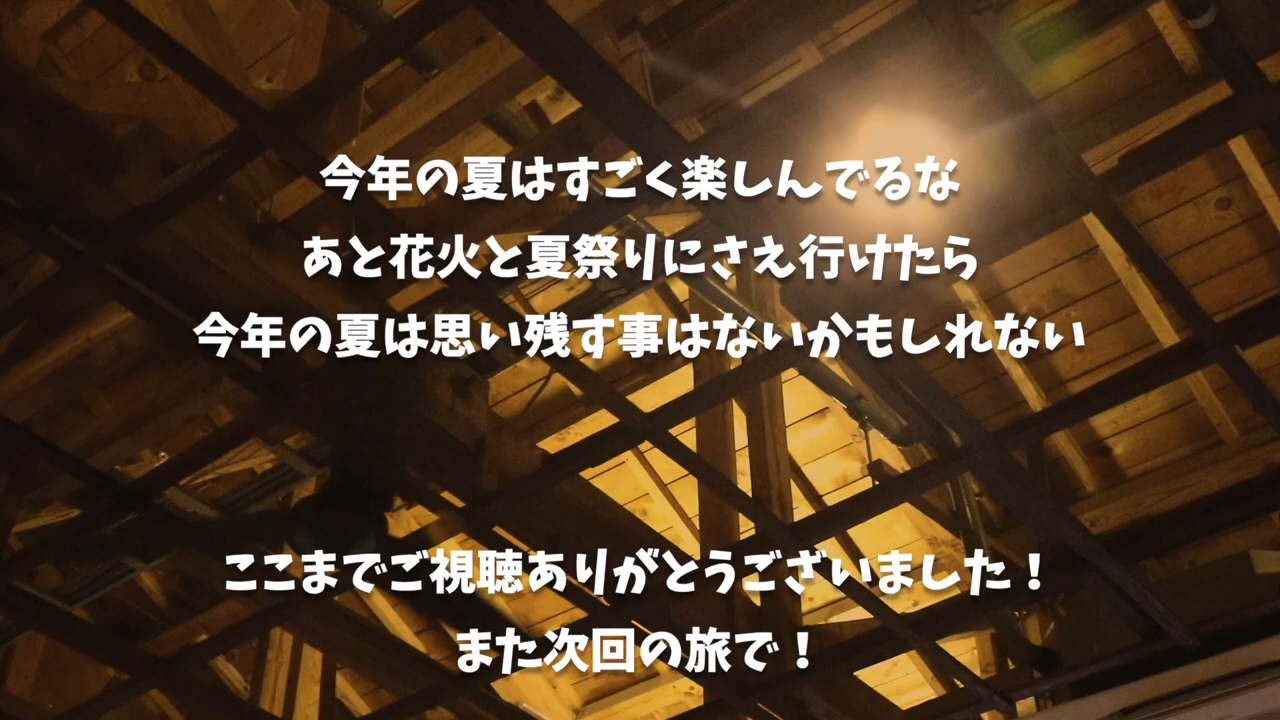 今年の夏はすごく楽しんでるな
あと花火と夏祭りにさえ行けたら
今年の夏は思い残す事はないかもしれない
ここまでご視聴ありがとうございました！
また次回の旅で！